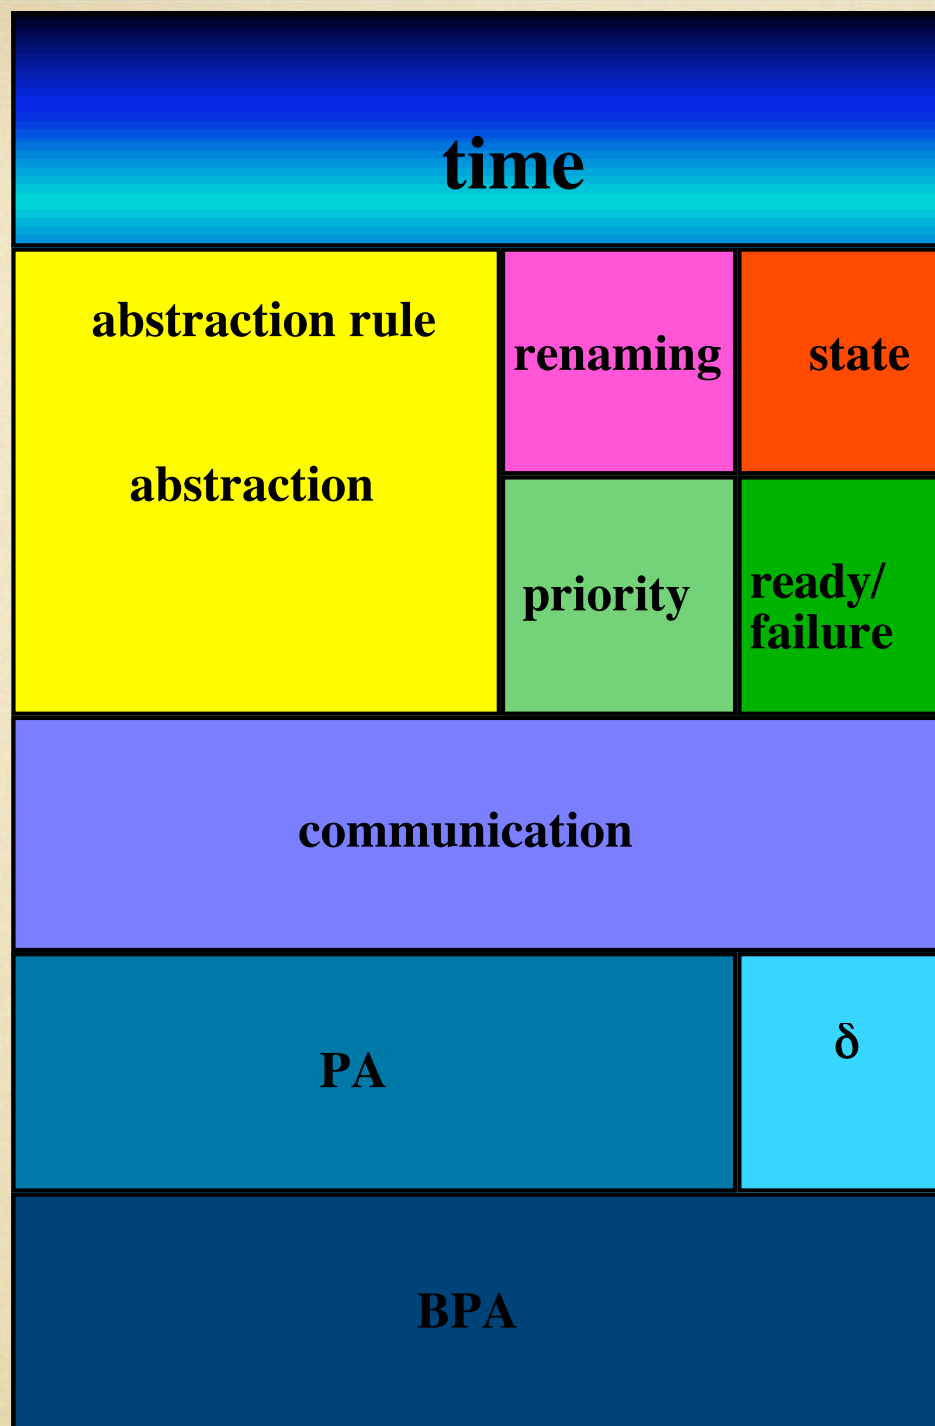 time
abstraction rule
renaming
state
abstraction
priority
ready/
failure
communication
PA
δ
BPA